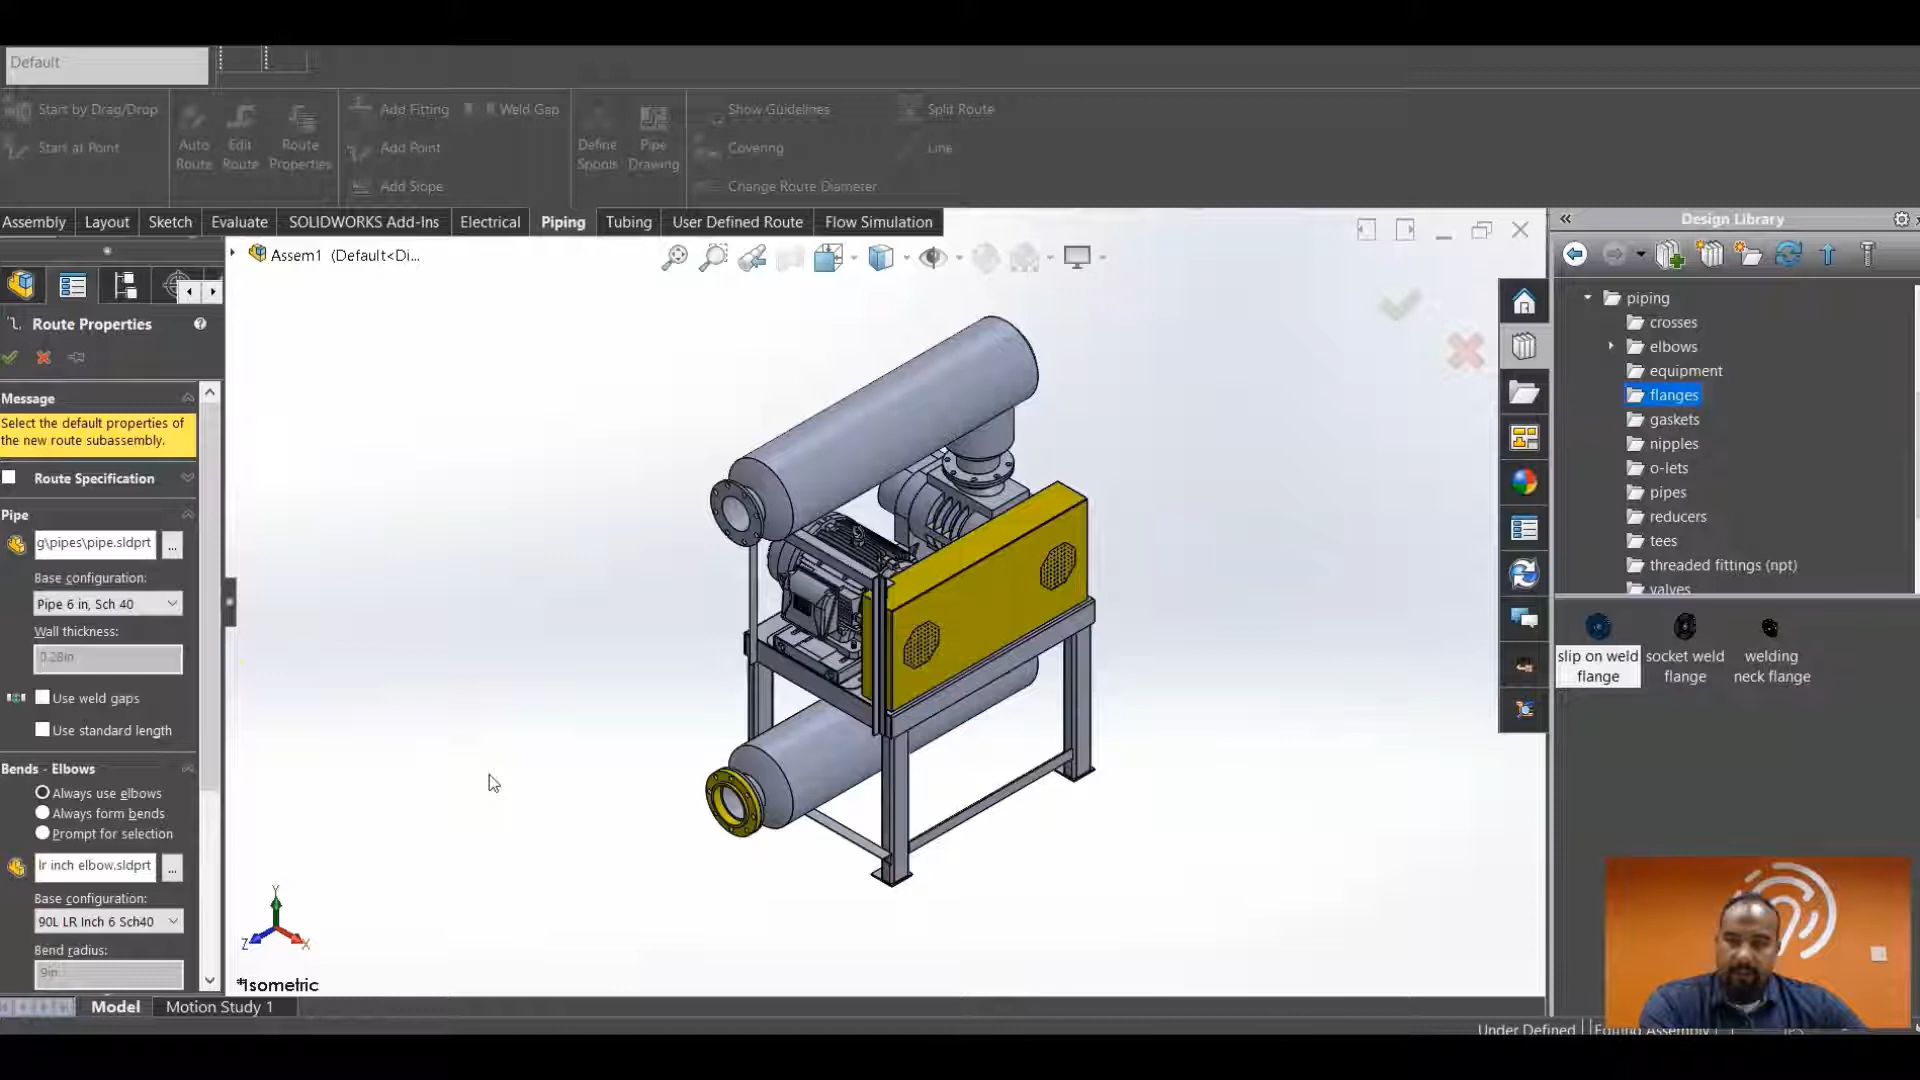 Default
Start by Drag/Drop
Start at Point
Auto Route
Edit Route
Route Properties
Add Fitting
Weld Gap
Add Point
Add Slope
Define Spools
Pipe Drawing
Show Guidelines
Covering
Change Route Diameter
Split Route
Line
Assembly
Layout
Sketch
Evaluate
SOLIDWORKS Add-Ins
Electrical
Piping
Tubing
User Defined Route
Flow Simulation
Assem1 (Default<Di...
Route Properties
Message
Select the default properties of
the new route subassembly.
Route Specification
Pipe
g\pipes\pipe.sldprt
...
Base configuration:
Pipe 6 in, Sch 40
Wall thickness:
0.28in
Use weld gaps
Use standard length
Bends - Elbows
Always use elbows
Always form bends
Prompt for selection
lr inch elbow.sldprt
...
Base configuration:
90L LR Inch 6 Sch40
Bend radius:
9in
Y
Z
X
*Isometric
Model
Motion Study 1
Design Library
piping
crosses
elbows
equipment
flanges
gaskets
nipples
o-lets
pipes
reducers
tees
threaded fittings (npt)
valves
slip on weld
flange
socket weld
flange
welding
neck flange
Under Defined
Editing Assembly